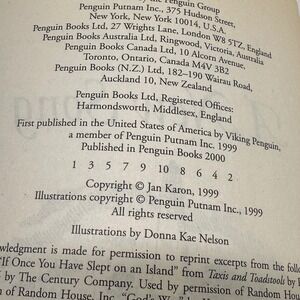 by the Penguin Group
Penguin Putnam Inc., 375 Hudson Street,
New York, New York 10014, U.S.A.
Penguin Books Ltd, 27 Wrights Lane, London W8 5TZ, England
Penguin Books Australia Ltd, Ringwood, Victoria, Australia
Penguin Books Canada Ltd, 10 Alcorn Avenue,
Toronto, Ontario, Canada M4V 3B2
Penguin Books (N.Z.) Ltd, 182–190 Wairau Road,
Auckland 10, New Zealand
Penguin Books Ltd, Registered Offices:
Harmondsworth, Middlesex, England
First published in the United States of America by Viking Penguin,
a member of Penguin Putnam Inc. 1999
Published in Penguin Books 2000
1 3 5 7 9 10 8 6 4 2
Copyright © Jan Karon, 1999
Illustrations copyright © Penguin Putnam Inc., 1999
All rights reserved
Illustrations by Donna Kae Nelson
wledgment is made for permission to reprint excerpts from the follo
"If Once You Have Slept on an Island" from Taxis and Toadstools by
by The Century Company. Used by permission of Random Hou
n of Random House, Inc. "God's